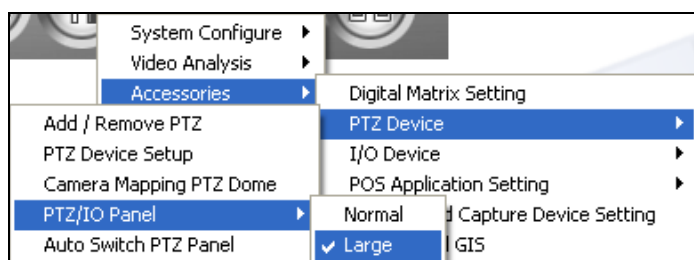 System Configure
Video Analysis
Accessories
Digital Matrix Setting
Add / Remove PTZ
PTZ Device
PTZ Device Setup
I/O Device
Camera Mapping PTZ Dome
POS Application Setting
PTZ/IO Panel
Normal
Capture Device Setting
Auto Switch PTZ Panel
Large
GIS